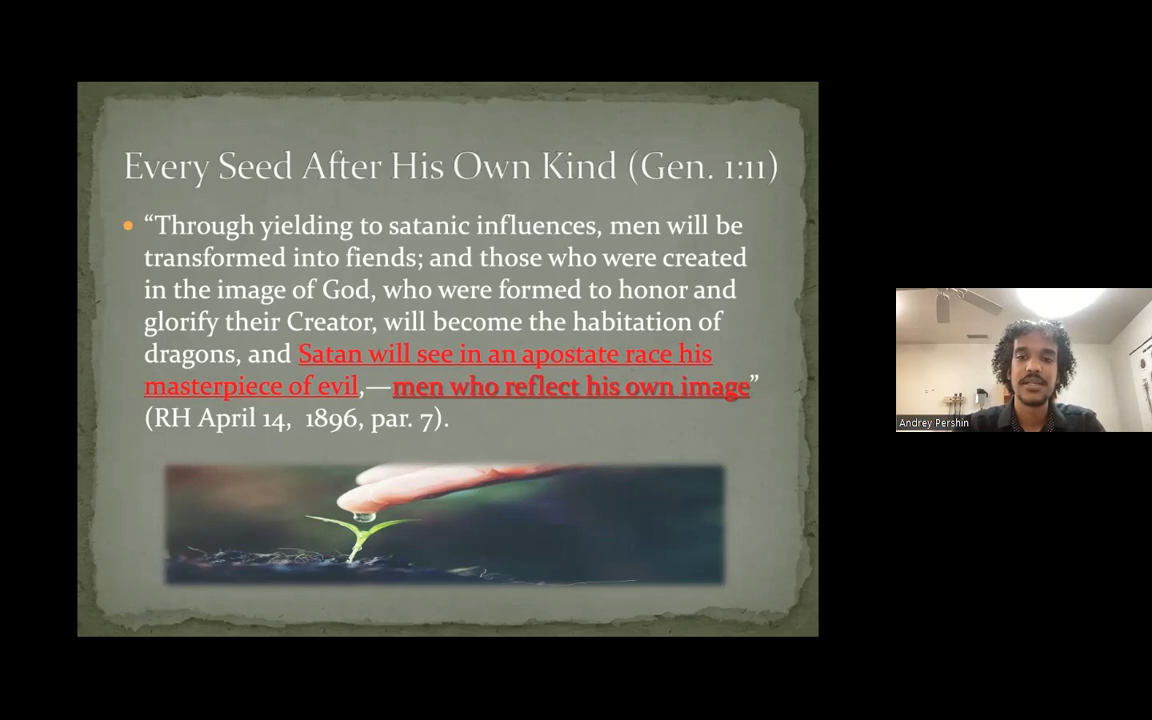 Every Seed After His Own Kind (Gen. 1:11)
“Through yielding to satanic influences, men will be
transformed into fiends; and those who were created
in the image of God, who were formed to honor and
glorify their Creator, will become the habitation of
dragons, and Satan will see in an apostate race his
masterpiece of evil,—men who reflect his own image”
(RH April 14,  1896, par. 7).
Andrey Pershin